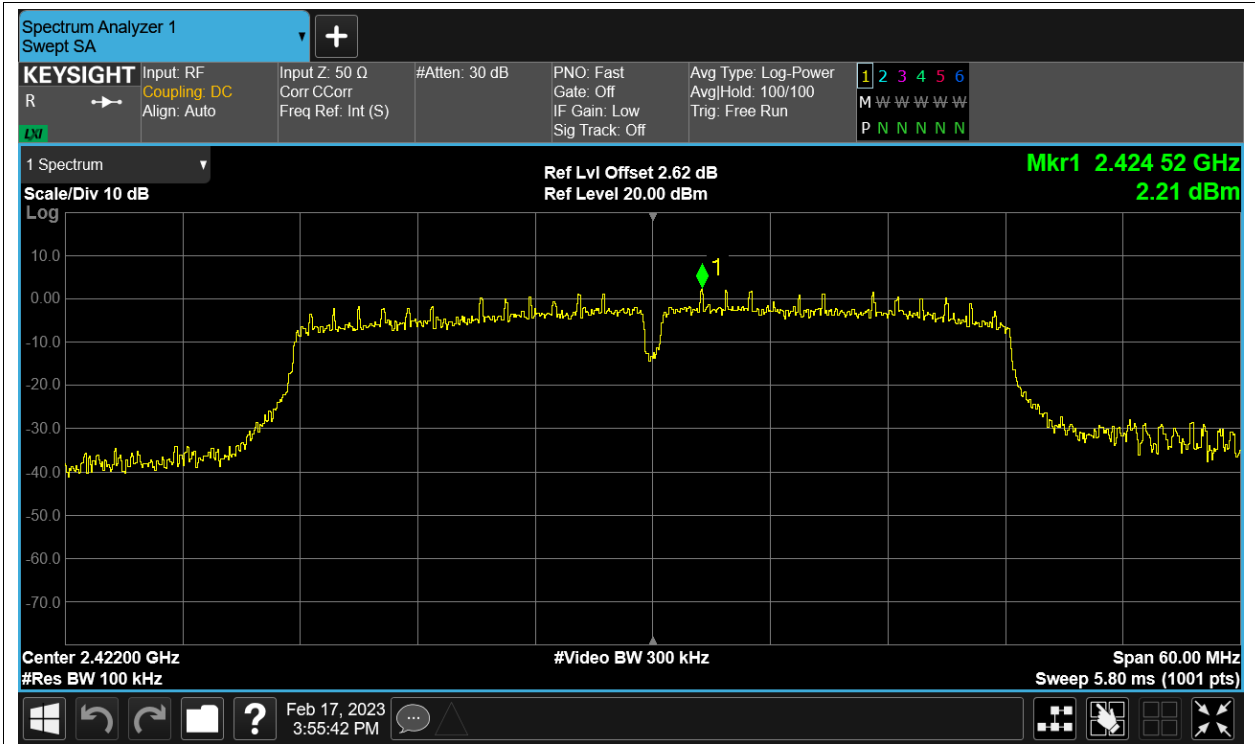 Spectrum Analyzer 1
Swept SA
+
KEYSIGHT
R
LXI
Input: RF
Coupling: DC
Align: Auto
Input Z: 50 Ω
Corr CCorr
Freq Ref: Int (S)
#Atten: 30 dB
PNO: Fast
Gate: Off
IF Gain: Low
Sig Track: Off
Avg Type: Log-Power
Avg|Hold: 100/100
Trig: Free Run
1 2 3 4 5 6
M W W W W W
P N N N N N
1 Spectrum
Scale/Div 10 dB
Log
Ref Lvl Offset 2.62 dB
Ref Level 20.00 dBm
Mkr1 2.424 52 GHz
2.21 dBm
1
10.0
0.00
-10.0
-20.0
-30.0
-40.0
-50.0
-60.0
-70.0
Center 2.42200 GHz
#Res BW 100 kHz
#Video BW 300 kHz
Span 60.00 MHz
Sweep 5.80 ms (1001 pts)
?
Feb 17, 2023
3:55:42 PM